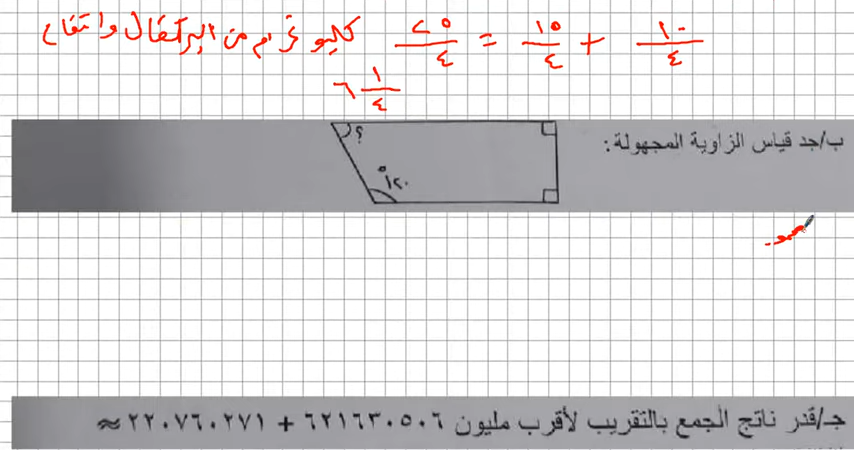 ١٠/٤ + ١٥/٤ = ٢٥/٤ كليو غرام من البرتقال والتفاح
٦ ١/٤
ب/جد قياس الزاوية المجهولة :
؟
١٢٠°
جـ/قدر ناتج الجمع بالتقريب لأقرب مليون ٦٢١٦٣٠٥٠٦ + ٢٢٠٧٦٠٢٧١ ≈